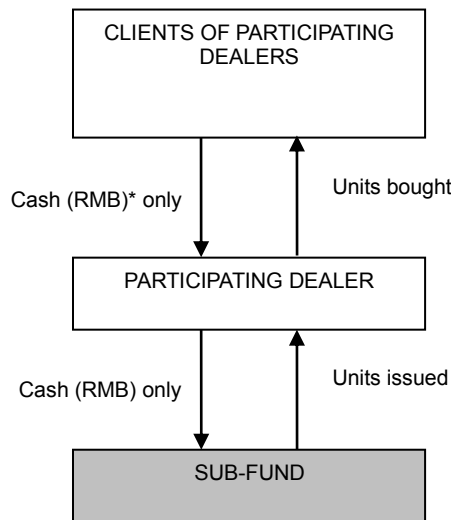 CLIENTS OF PARTICIPATING
DEALERS
Cash (RMB)* only
Units bought
PARTICIPATING DEALER
Cash (RMB) only
Units issued
SUB-FUND